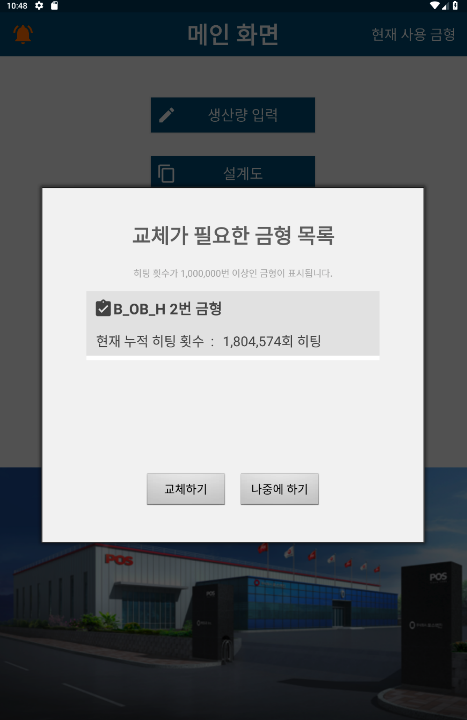 10:48
메인 화면
현재 사용 금형
생산량 입력
설계도
교체가 필요한 금형 목록
히팅 횟수가 1,000,000번 이상인 금형이 표시됩니다.
B_OB_H 2번 금형
현재 누적 히팅 횟수 : 1,804,574회 히팅
교체하기
나중에 하기
POS
POS